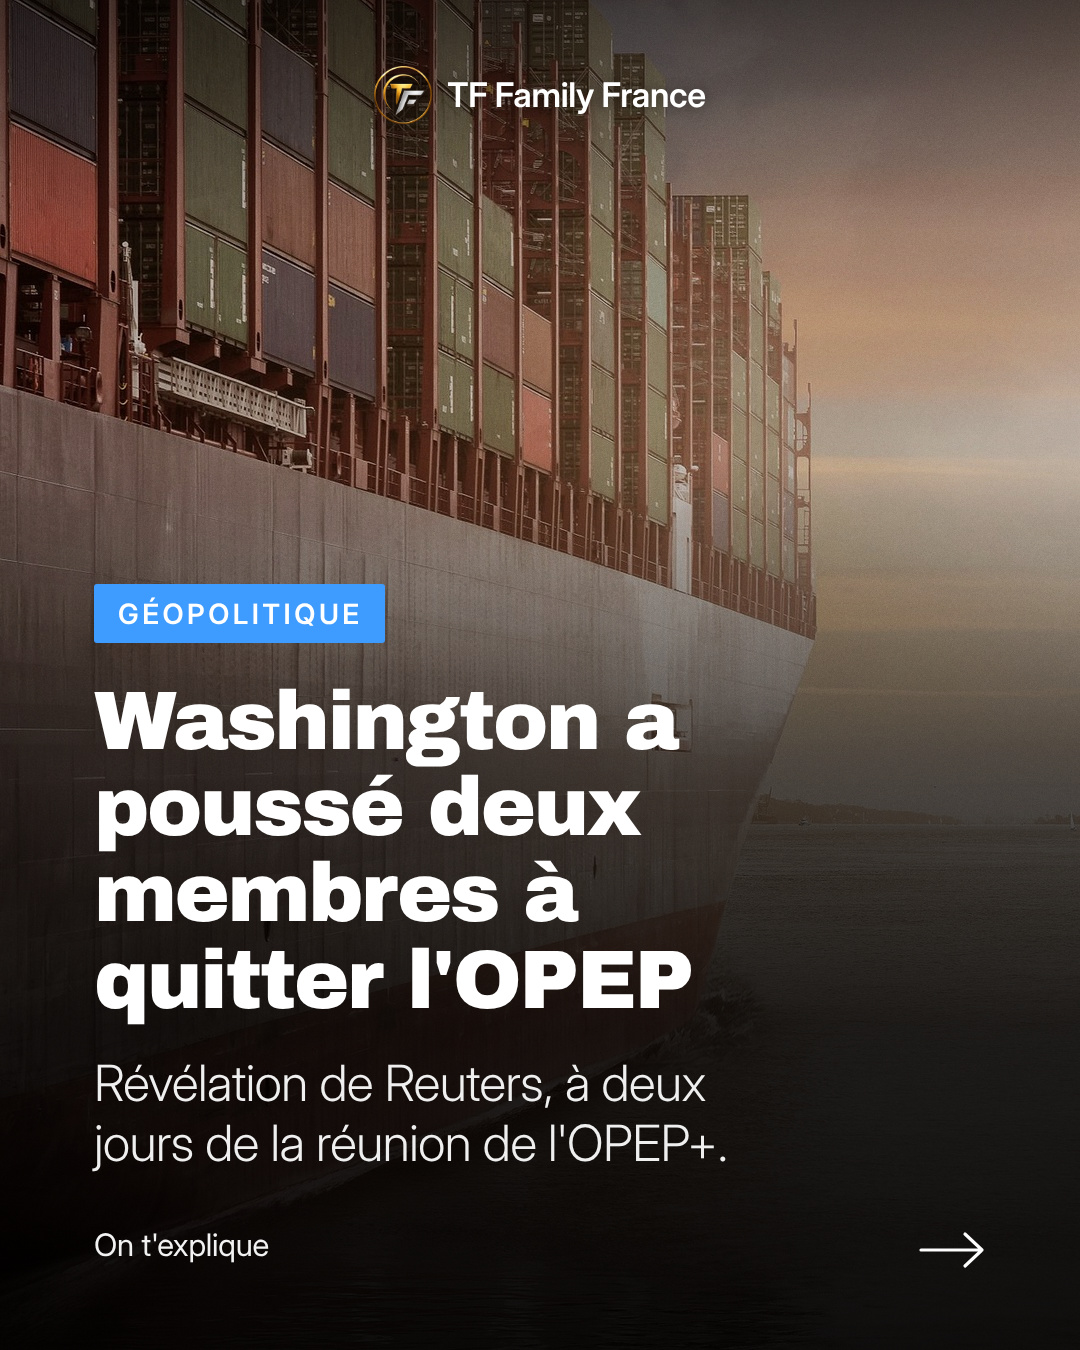 TF TF Family France
GÉOPOLITIQUE
Washington a
poussé deux
membres à
quitter l'OPEP
Révélation de Reuters, à deux
jours de la réunion de l'OPEP+.
On t'explique